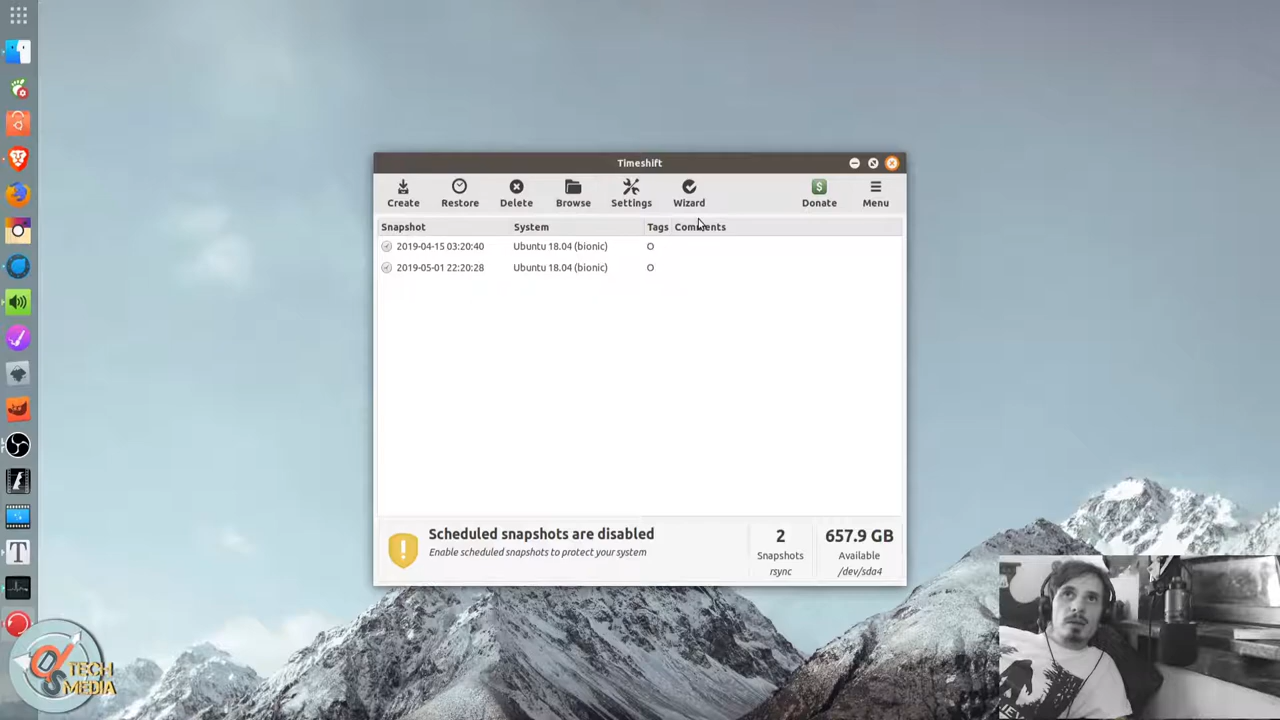 Timeshift
Create Restore Delete Browse Settings Wizard Donate Menu
Snapshot System Tags Comments
2019-04-15 03:20:40 Ubuntu 18.04 (bionic) O
2019-05-01 22:20:28 Ubuntu 18.04 (bionic) O
Scheduled snapshots are disabled
Enable scheduled snapshots to protect your system
2
Snapshots
rsync
657.9 GB
Available
/dev/sda4
TECH
MEDIA